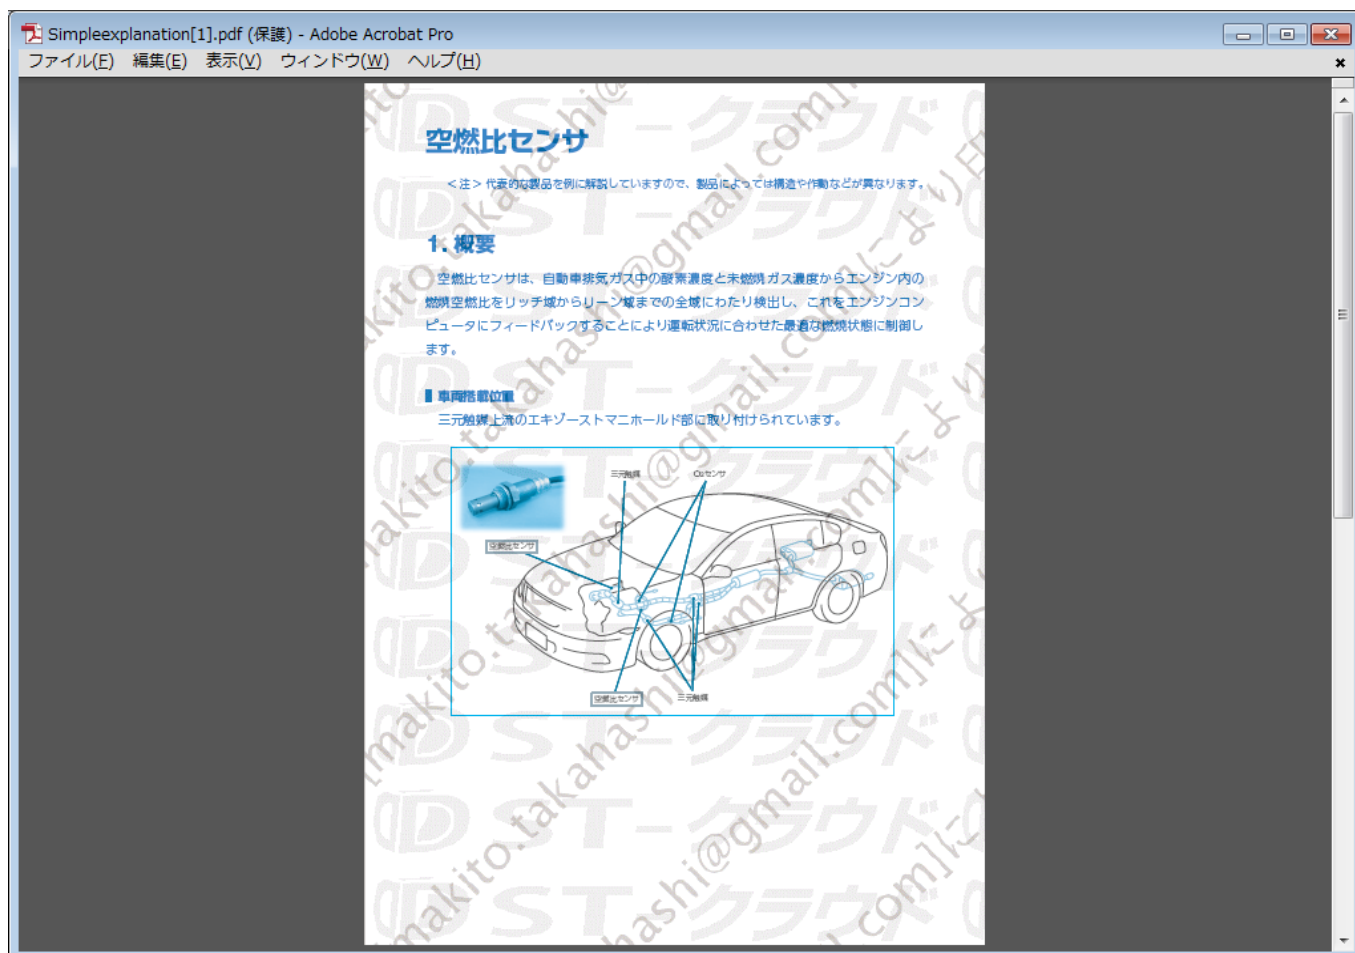 Simpleexplanation[1].pdf (保護) - Adobe Acrobat Pro
ファイル(F) 編集(E) 表示(V) ウィンドウ(W) ヘルプ(H)
空燃比センサ
＜注＞代表的な製品を例に解説していますので、製品によっては構造や作動などが異なります。
1. 概要
空燃比センサは、自動車排気ガス中の酸素濃度と未燃焼ガス濃度からエンジン内の
燃焼空燃比をリッチ域からリーン域までの全域にわたり検出し、これをエンジンコン
ピュータにフィードバックすることにより運転状況に合わせた最適な燃焼状態に制御し
ます。
車両搭載位置
三元触媒上流のエキゾーストマニホールド部に取り付けられています。
三元触媒 O₂センサ
空燃比センサ
空燃比センサ 三元触媒
DST-クラウド
[makito.takahashi@gmail.com]により